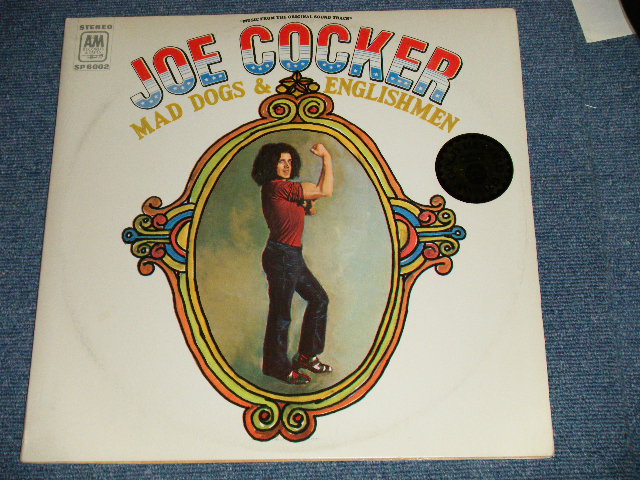 "MUSIC FROM THE ORIGINAL SOUND TRACK"
STEREO
A&M
SP 6002
JOE COCKER
MAD DOGS & ENGLISHMEN